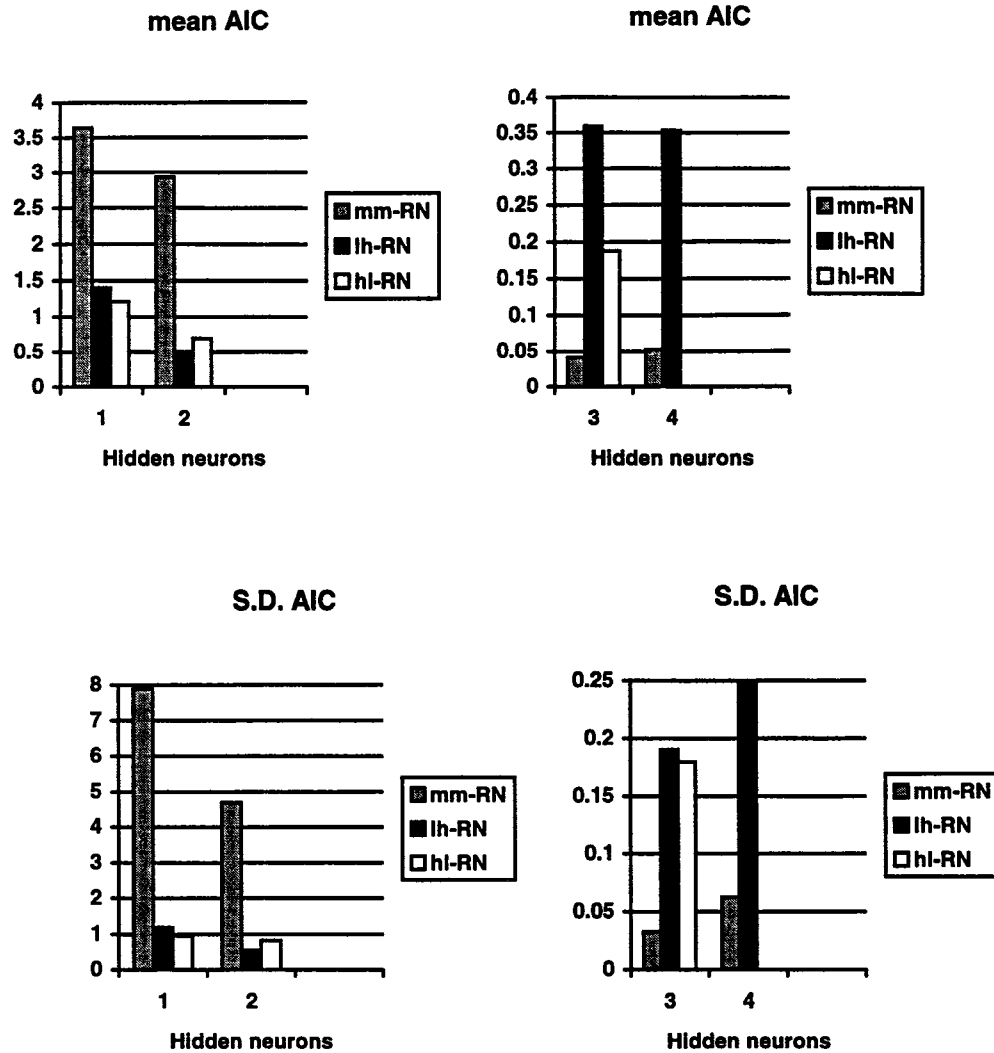 mean AIC
4
3.5
3
2.5
2
1.5
1
0.5
0
1 2
Hidden neurons
mm-RN
lh-RN
hl-RN
mean AIC
0.4
0.35
0.3
0.25
0.2
0.15
0.1
0.05
0
3 4
Hidden neurons
mm-RN
lh-RN
hl-RN
S.D. AIC
8
7
6
5
4
3
2
1
0
1 2
Hidden neurons
mm-RN
lh-RN
hl-RN
S.D. AIC
0.25
0.2
0.15
0.1
0.05
0
3 4
Hidden neurons
mm-RN
lh-RN
hl-RN